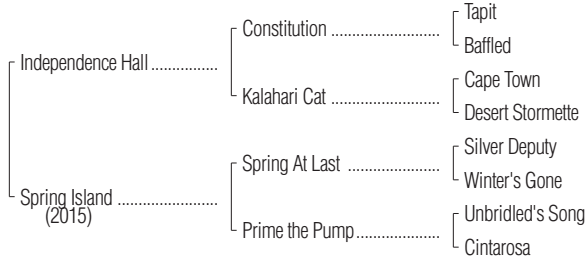 Tapit
Constitution ........................
Baffled
Independence Hall .................
Cape Town
Kalahari Cat ........................
Desert Stormette
Silver Deputy
Spring At Last ........................
Winter's Gone
Spring Island .........................
(2015)
Unbridled's Song
Prime the Pump .....................
Cintarosa